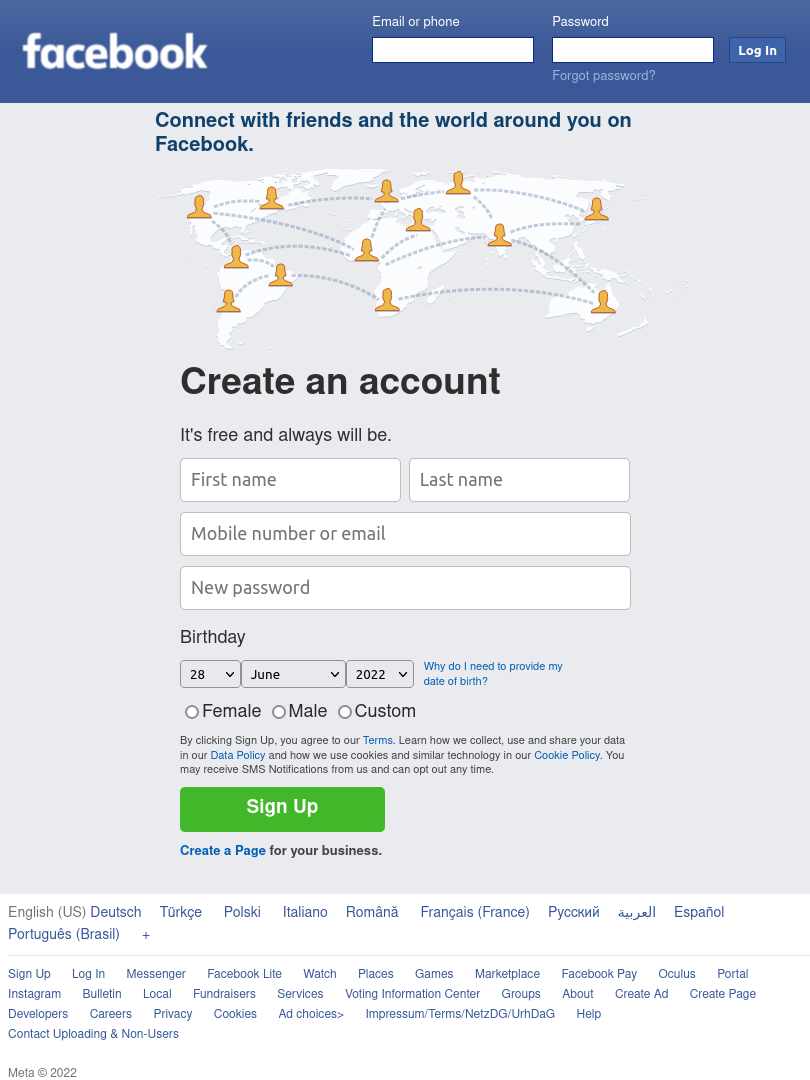 facebook
Email or phone
Password
Log In
Forgot password?
Connect with friends and the world around you on
Facebook.
Create an account
It's free and always will be.
First name Last name
Mobile number or email
New password
Birthday
28 June 2022
Why do I need to provide my
date of birth?
Female Male Custom
By clicking Sign Up, you agree to our Terms. Learn how we collect, use and share your data
in our Data Policy and how we use cookies and similar technology in our Cookie Policy. You
may receive SMS Notifications from us and can opt out any time.
Sign Up
Create a Page for your business.
English (US) Deutsch Türkçe Polski Italiano Română Français (France) Русский العربية Español
Português (Brasil) +
Sign Up Log In Messenger Facebook Lite Watch Places Games Marketplace Facebook Pay Oculus Portal
Instagram Bulletin Local Fundraisers Services Voting Information Center Groups About Create Ad Create Page
Developers Careers Privacy Cookies Ad choices> Impressum/Terms/NetzDG/UrhDaG Help
Contact Uploading & Non-Users
Meta © 2022